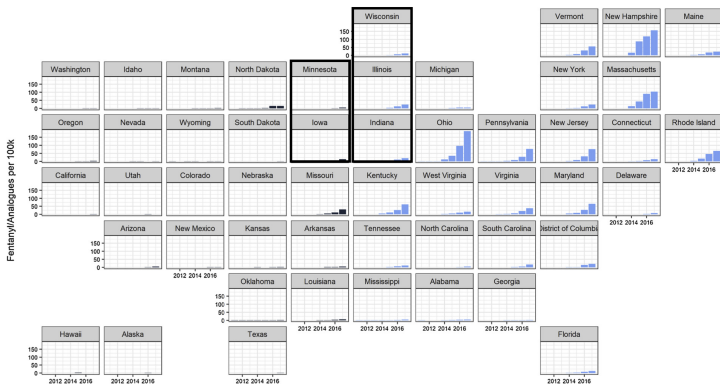 Fentanyl/Analogues per 100k
Wisconsin Vermont New Hampshire Maine
150
100
50
0
Washington Idaho Montana North Dakota Minnesota Illinois Michigan New York Massachusetts
150
100
50
0
Oregon Nevada Wyoming South Dakota Iowa Indiana Ohio Pennsylvania New Jersey Connecticut Rhode Island
150
100
50
0
2012 2014 2016
California Utah Colorado Nebraska Missouri Kentucky West Virginia Virginia Maryland Delaware
150
100
50
0
2012 2014 2016
Arizona New Mexico Kansas Arkansas Tennessee North Carolina South Carolina District of Columbi
150
100
50
0
2012 2014 2016
Oklahoma Louisiana Mississippi Alabama Georgia
150
100
50
0
2012 2014 2016 2012 2014 2016 2012 2014 2016 2012 2014 2016
Hawaii Alaska Texas Florida
150
100
50
0
2012 2014 2016 2012 2014 2016 2012 2014 2016 2012 2014 2016